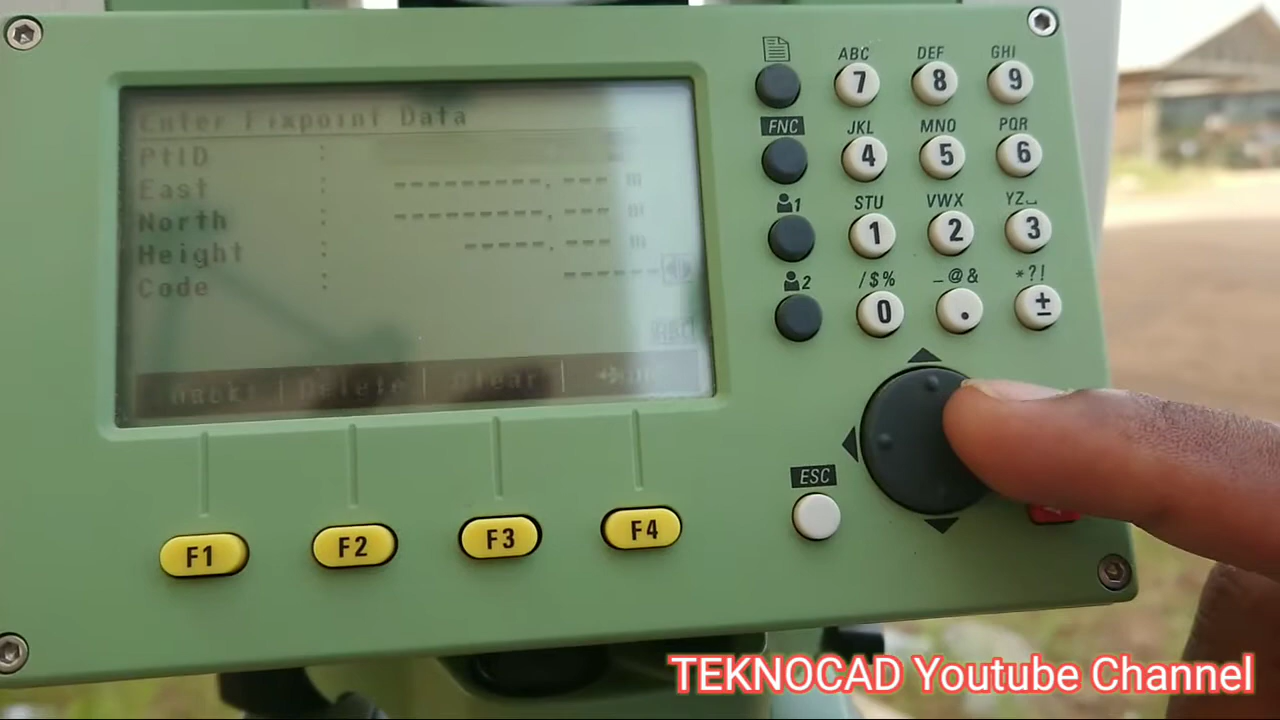 Enter Fixpoint Data
PtID :
East : --------.--- m
North : --------.--- m
Height : ----.--- m
Code : ------
Delete Clear
F1 F2 F3 F4
ABC DEF GHI
7 8 9
FNC JKL MNO PQR
4 5 6
1 STU VWX YZ
1 2 3
2 /$% _@& *?!
0 . ±
ESC
TEKNOCAD Youtube Channel